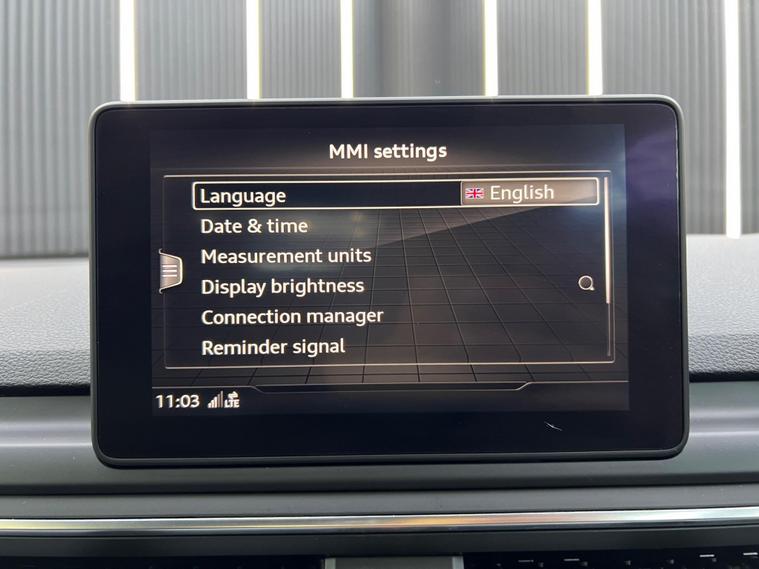 MMI settings
Language English
Date & time
Measurement units
Display brightness
Connection manager
Reminder signal
11:03 LTE